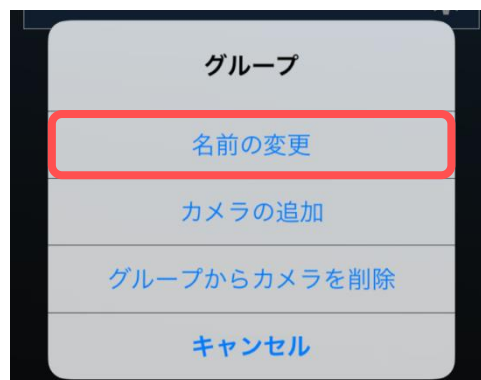 グループ
名前の変更
カメラの追加
グループからカメラを削除
キャンセル